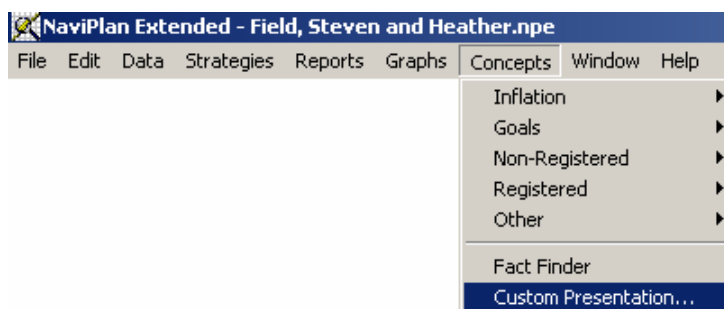 NaviPlan Extended - Field, Steven and Heather.npe
File Edit Data Strategies Reports Graphs Concepts Window Help
Inflation
Goals
Non-Registered
Registered
Other
Fact Finder
Custom Presentation...